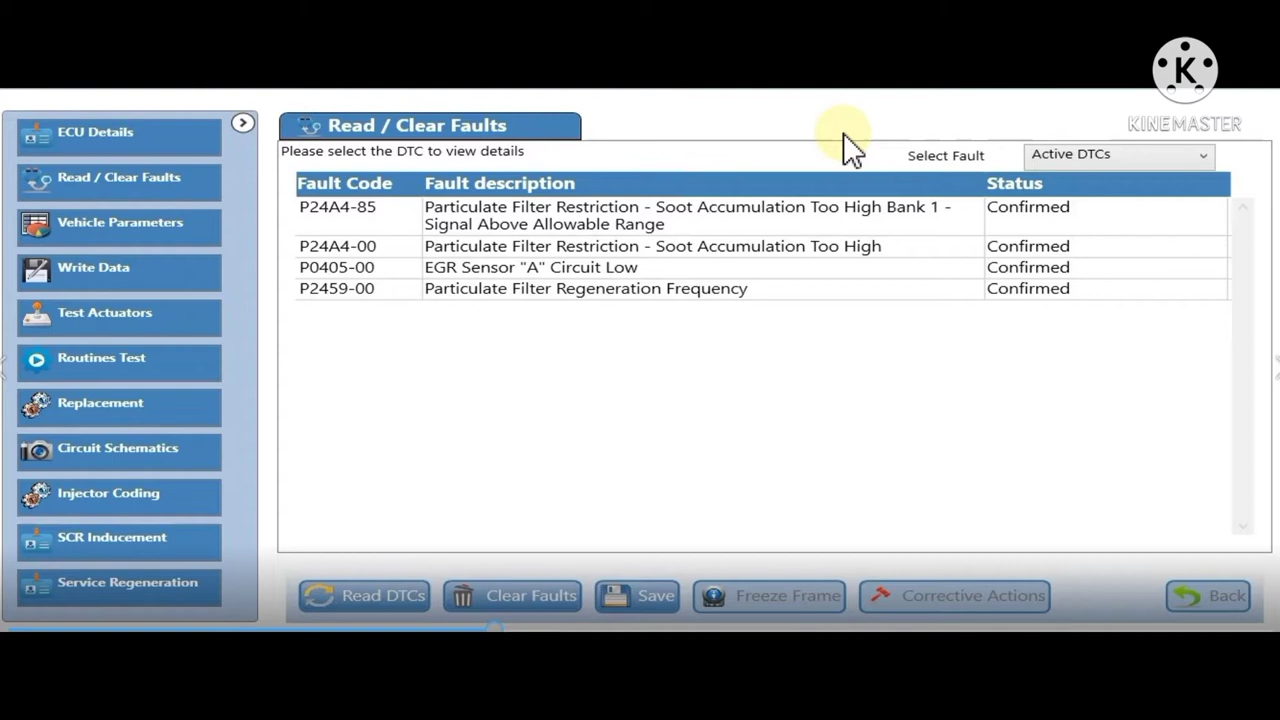 K
KINEMASTER
ECU Details
Read / Clear Faults
Vehicle Parameters
Write Data
Test Actuators
Routines Test
Replacement
Circuit Schematics
Injector Coding
SCR Inducement
Service Regeneration
Read / Clear Faults
Please select the DTC to view details
Select Fault Active DTCs
Fault Code Fault description Status
P24A4-85 Particulate Filter Restriction - Soot Accumulation Too High Bank 1 - Confirmed
Signal Above Allowable Range
P24A4-00 Particulate Filter Restriction - Soot Accumulation Too High Confirmed
P0405-00 EGR Sensor "A" Circuit Low Confirmed
P2459-00 Particulate Filter Regeneration Frequency Confirmed
Read DTCs Clear Faults Save Freeze Frame Corrective Actions Back